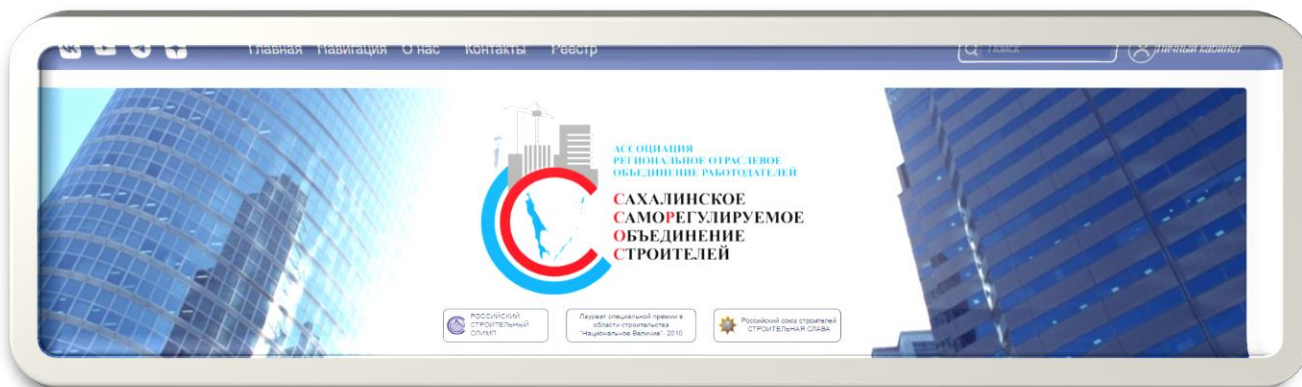 Главная Навигация О нас Контакты Реестр Поиск Личный кабинет
АССОЦИАЦИЯ
РЕГИОНАЛЬНОЕ ОТРАСЛЕВОЕ
ОБЪЕДИНЕНИЕ РАБОТОДАТЕЛЕЙ
САХАЛИНСКОЕ
САМОРЕГУЛИРУЕМОЕ
ОБЪЕДИНЕНИЕ
СТРОИТЕЛЕЙ
РОССИЙСКИЙ
СТРОИТЕЛЬНЫЙ
ОЛИМП
Лауреат специальной премии в
области строительства
"Национальное Величие"- 2010
Российский союз строителей
СТРОИТЕЛЬНАЯ СЛАВА